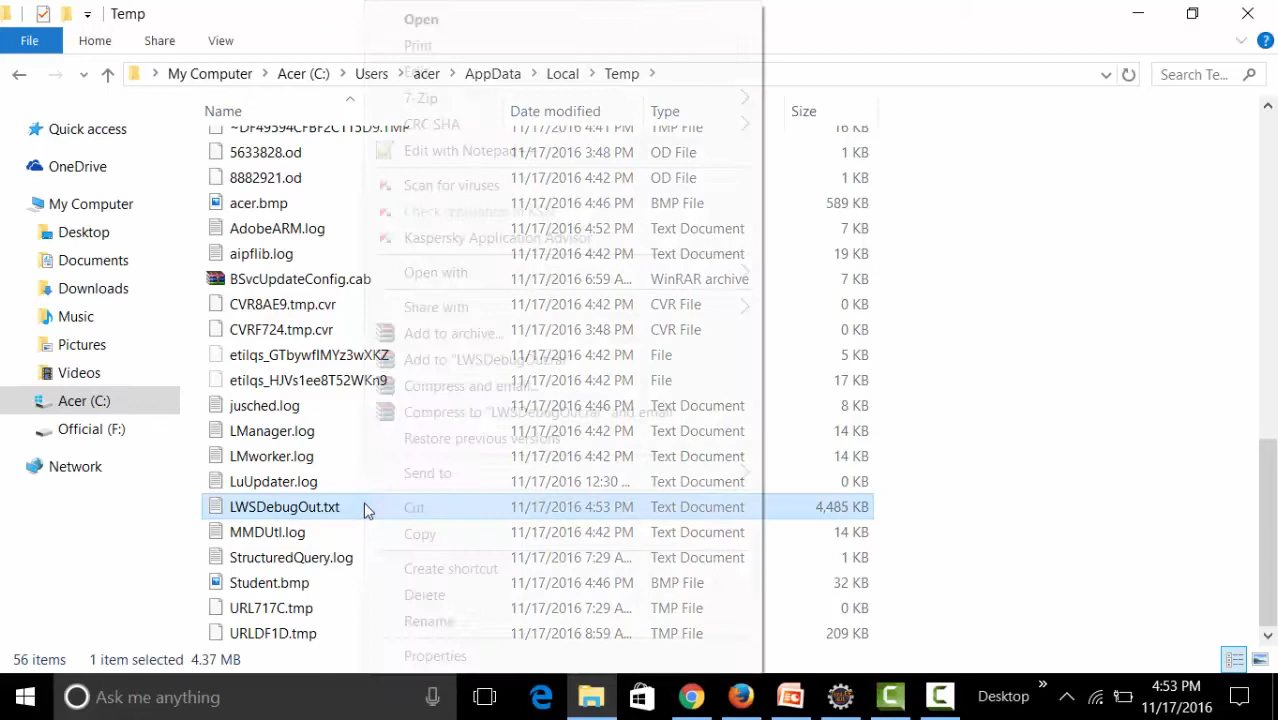 Temp
File Home Share View
My Computer Acer (C:) Users acer AppData Local Temp Search Te...
Name Date modified Type Size
~DF49594CFBF2C115D9.TMP 11/17/2016 4:41 PM TMP File 16 KB
5633828.od 11/17/2016 3:48 PM OD File 1 KB
8882921.od 11/17/2016 4:42 PM OD File 1 KB
acer.bmp 11/17/2016 4:46 PM BMP File 589 KB
AdobeARM.log 11/17/2016 4:52 PM Text Document 7 KB
aipflib.log 11/17/2016 4:42 PM Text Document 19 KB
BSvcUpdateConfig.cab 11/17/2016 6:59 A... WinRAR archive 7 KB
CVR8AE9.tmp.cvr 11/17/2016 4:42 PM CVR File 0 KB
CVRF724.tmp.cvr 11/17/2016 3:48 PM CVR File 0 KB
etilqs_GTbywfIMYz3wXKZ 11/17/2016 4:42 PM File 5 KB
etilqs_HJVs1ee8T52WKn9 11/17/2016 4:42 PM File 17 KB
jusched.log 11/17/2016 4:46 PM Text Document 8 KB
LManager.log 11/17/2016 4:42 PM Text Document 14 KB
LMworker.log 11/17/2016 4:42 PM Text Document 14 KB
LuUpdater.log 11/17/2016 12:30 ... Text Document 0 KB
LWSDebugOut.txt 11/17/2016 4:53 PM Text Document 4,485 KB
MMDUtl.log 11/17/2016 4:42 PM Text Document 14 KB
StructuredQuery.log 11/17/2016 7:29 A... Text Document 1 KB
Student.bmp 11/17/2016 4:46 PM BMP File 32 KB
URL717C.tmp 11/17/2016 7:29 A... TMP File 0 KB
URLDF1D.tmp 11/17/2016 8:59 A... TMP File 209 KB
Quick access
OneDrive
My Computer
Desktop
Documents
Downloads
Music
Pictures
Videos
Acer (C:)
Official (F:)
Network
Open
Print
Edit
7-Zip
CRC SHA
Edit with Notepad
Scan for viruses
Check application in KSN
Kaspersky Application Advisor
Open with
Share with
Add to archive...
Add to "LWSDebugOut.rar"
Compress and email...
Compress to "LWSDebugOut.rar" and email
Restore previous versions
Send to
Cut
Copy
Create shortcut
Delete
Rename
Properties
56 items 1 item selected 4.37 MB
Ask me anything Desktop 4:53 PM
11/17/2016